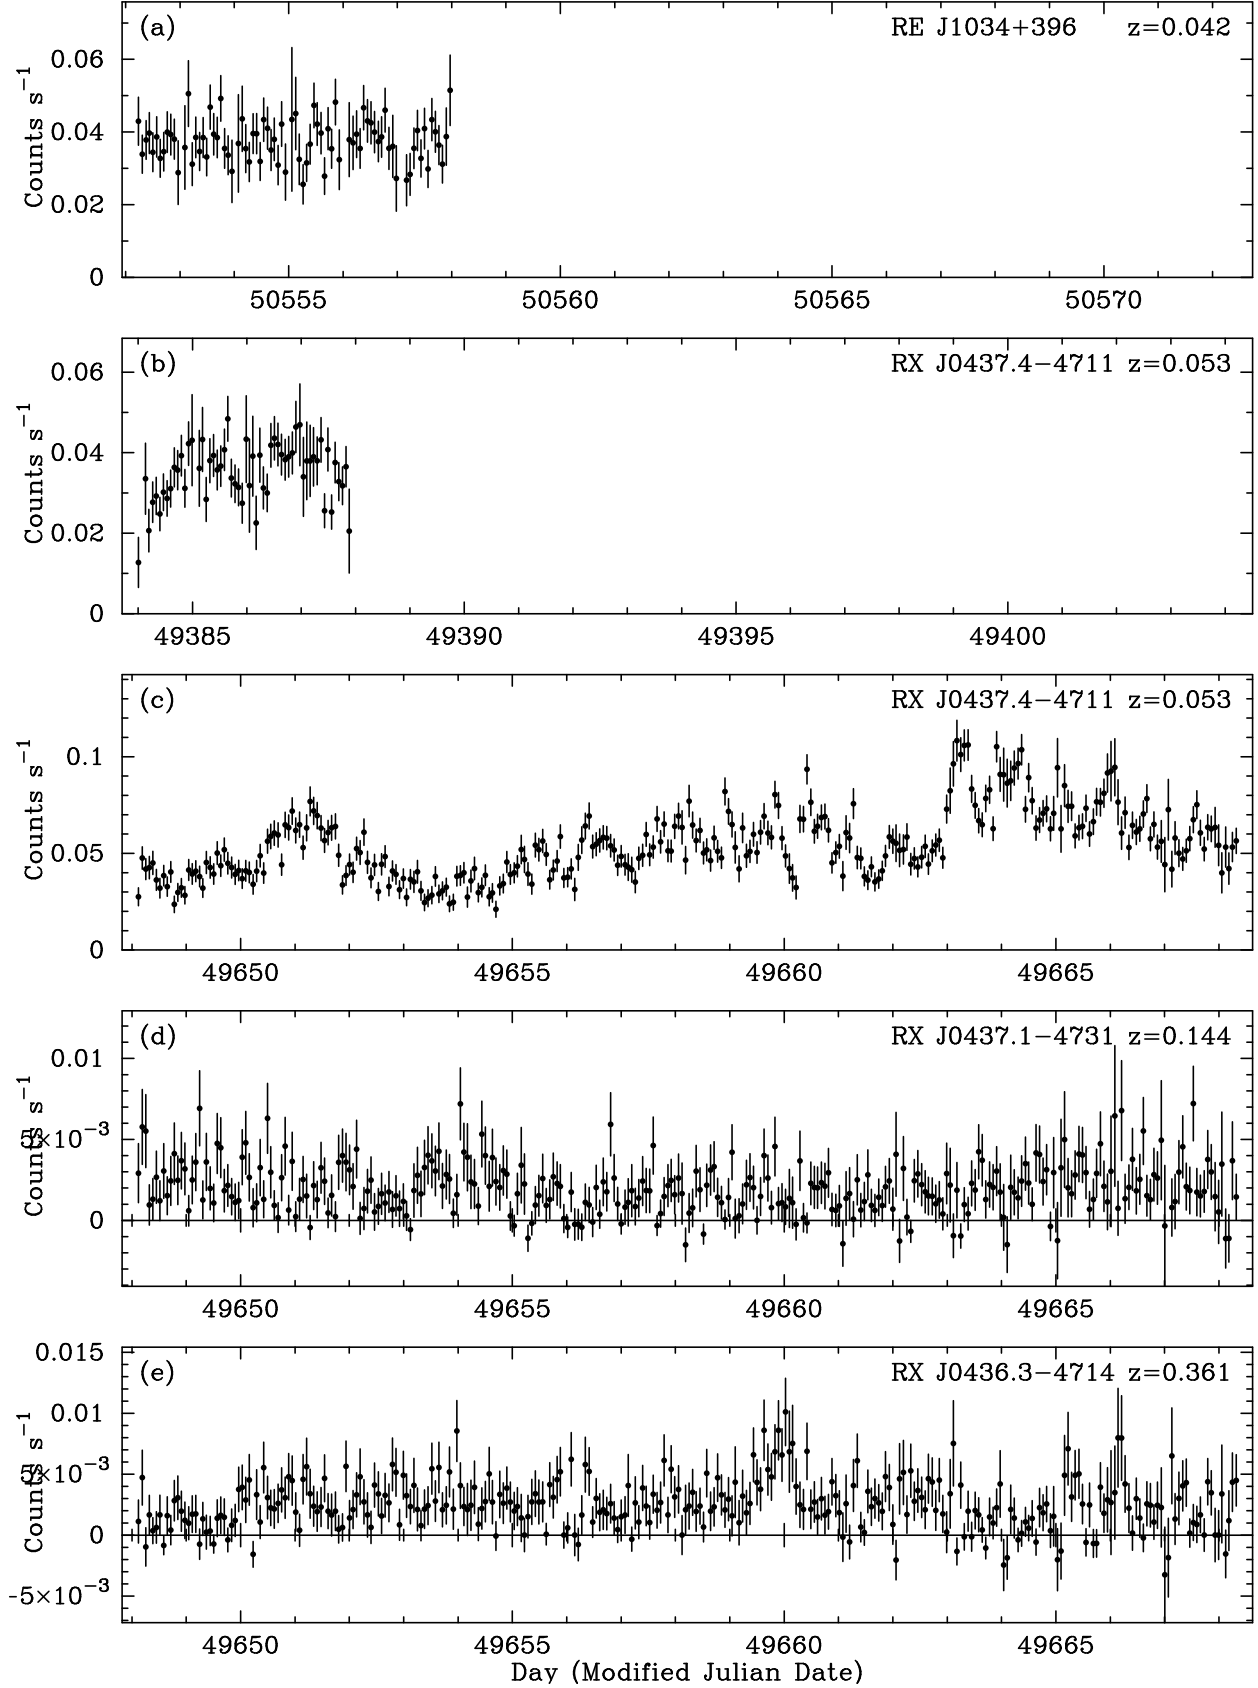 (a) RE J1034+396 z=0.042
0.06
0.04
0.02
0
Counts s⁻¹
50555 50560 50565 50570
(b) RX J0437.4−4711 z=0.053
0.06
0.04
0.02
0
Counts s⁻¹
49385 49390 49395 49400
(c) RX J0437.4−4711 z=0.053
0.1
0.05
0
Counts s⁻¹
49650 49655 49660 49665
(d) RX J0437.1−4731 z=0.144
0.01
5×10⁻³
0
Counts s⁻¹
49650 49655 49660 49665
(e) RX J0436.3−4714 z=0.361
0.015
0.01
5×10⁻³
0
-5×10⁻³
Counts s⁻¹
49650 49655 49660 49665
Day (Modified Julian Date)